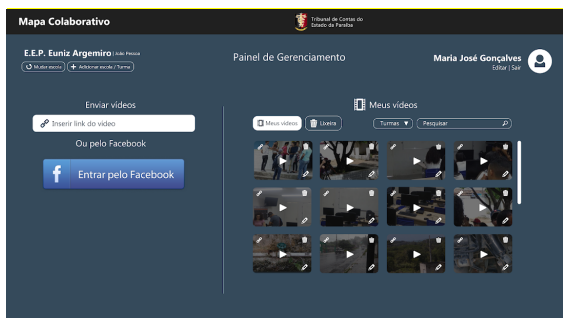 Mapa Colaborativo
Tribunal de Contas do
Estado da Paraíba
E.E.P. Euniz Argemiro | João Pessoa
Mudar escola
Adicionar escola / Turma
Painel de Gerenciamento
Maria José Gonçalves
Editar | Sair
Enviar vídeos
Inserir link do vídeo
Ou pelo Facebook
f Entrar pelo Facebook
Meus vídeos
Meus vídeos
Lixeira
Turmas ▼
Pesquisar